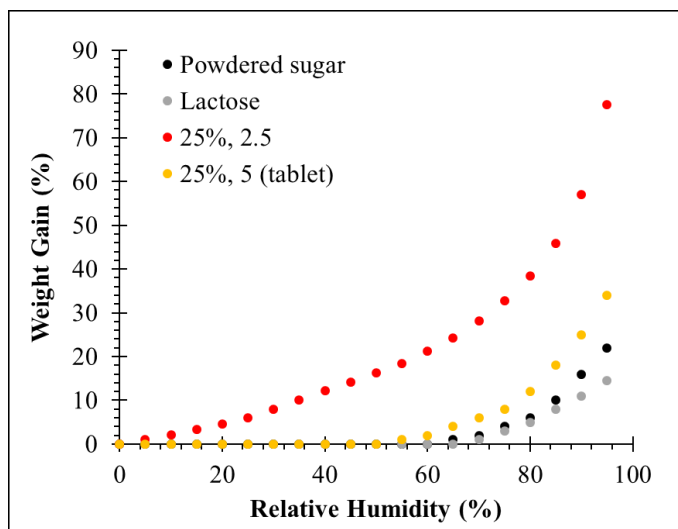 90
80
70
60
50
40
30
20
10
0
Weight Gain (%)
Powdered sugar
Lactose
25%, 2.5
25%, 5 (tablet)
0 20 40 60 80 100
Relative Humidity (%)